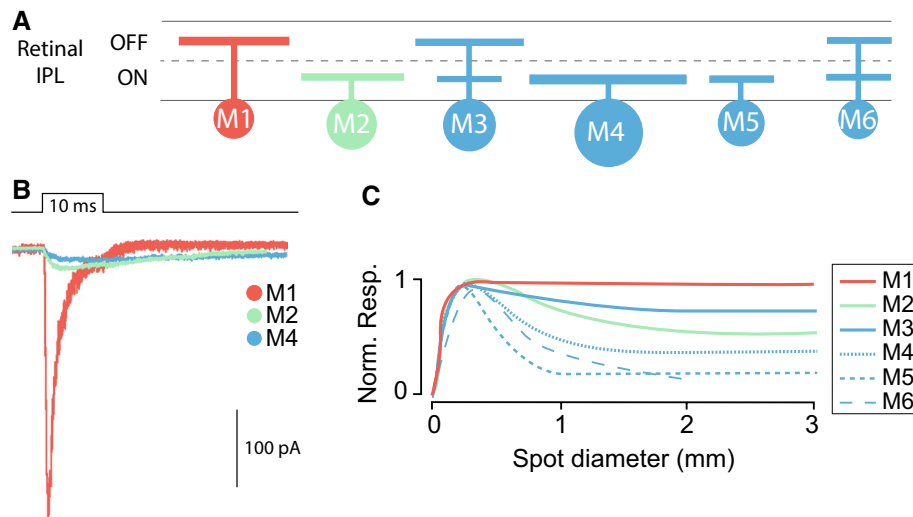 A
Retinal
IPL
OFF
ON
M1
M2
M3
M4
M5
M6
B
10 ms
M1
M2
M4
100 pA
C
Norm. Resp.
1
0
0
1
2
3
Spot diameter (mm)
M1
M2
M3
M4
M5
M6